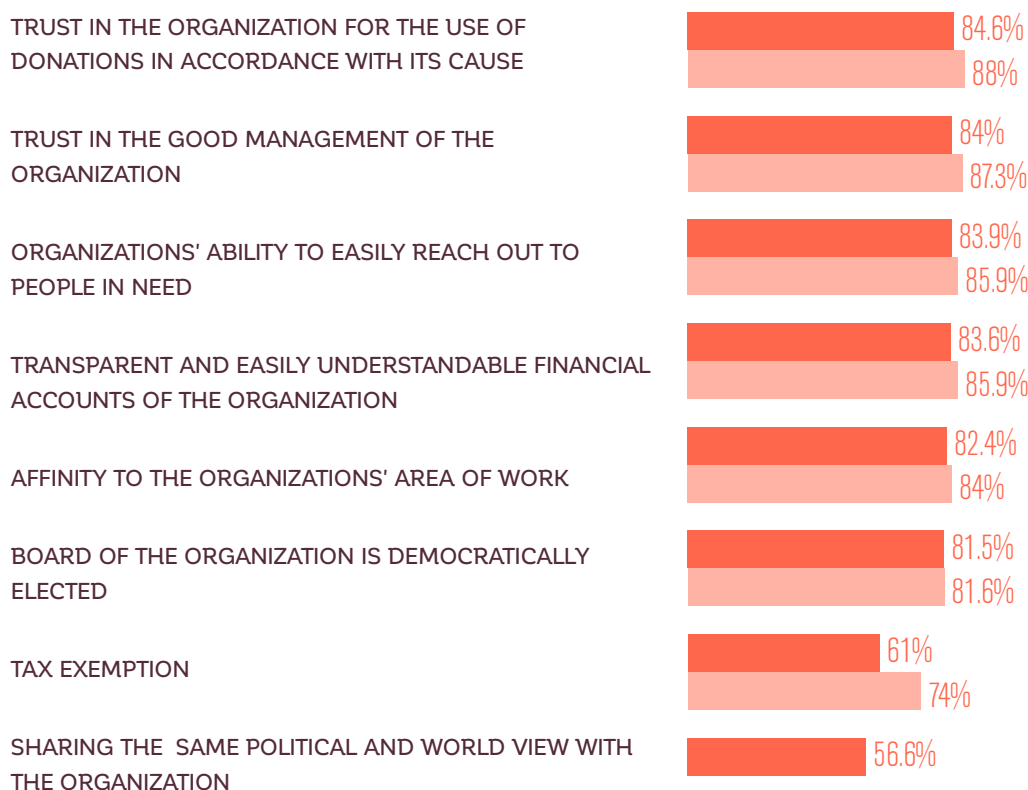 TRUST IN THE ORGANIZATION FOR THE USE OF
DONATIONS IN ACCORDANCE WITH ITS CAUSE
84.6%
88%
TRUST IN THE GOOD MANAGEMENT OF THE
ORGANIZATION
84%
87.3%
ORGANIZATIONS' ABILITY TO EASILY REACH OUT TO
PEOPLE IN NEED
83.9%
85.9%
TRANSPARENT AND EASILY UNDERSTANDABLE FINANCIAL
ACCOUNTS OF THE ORGANIZATION
83.6%
85.9%
AFFINITY TO THE ORGANIZATIONS' AREA OF WORK
82.4%
84%
BOARD OF THE ORGANIZATION IS DEMOCRATICALLY
ELECTED
81.5%
81.6%
TAX EXEMPTION
61%
74%
SHARING THE SAME POLITICAL AND WORLD VIEW WITH
THE ORGANIZATION
56.6%